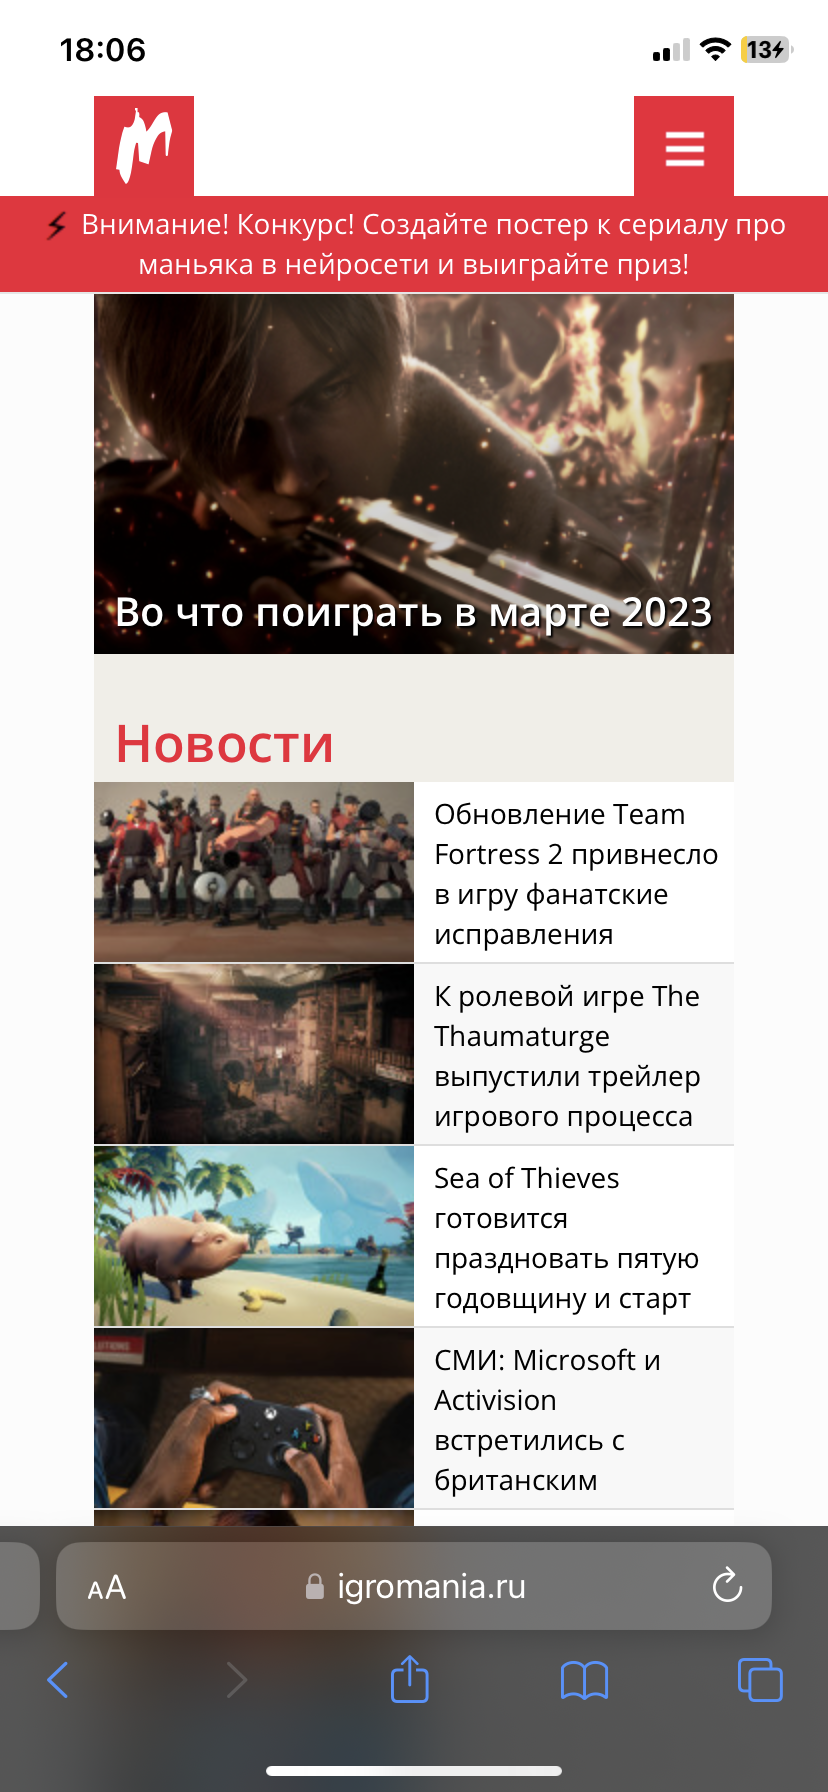 18:06
13
⚡ Внимание! Конкурс! Создайте постер к сериалу про
маньяка в нейросети и выиграйте приз!
Во что поиграть в марте 2023
Новости
Обновление Team
Fortress 2 привнесло
в игру фанатские
исправления
К ролевой игре The
Thaumaturge
выпустили трейлер
игрового процесса
Sea of Thieves
готовится
праздновать пятую
годовщину и старт
СМИ: Microsoft и
Activision
встретились с
британским
AA igromania.ru